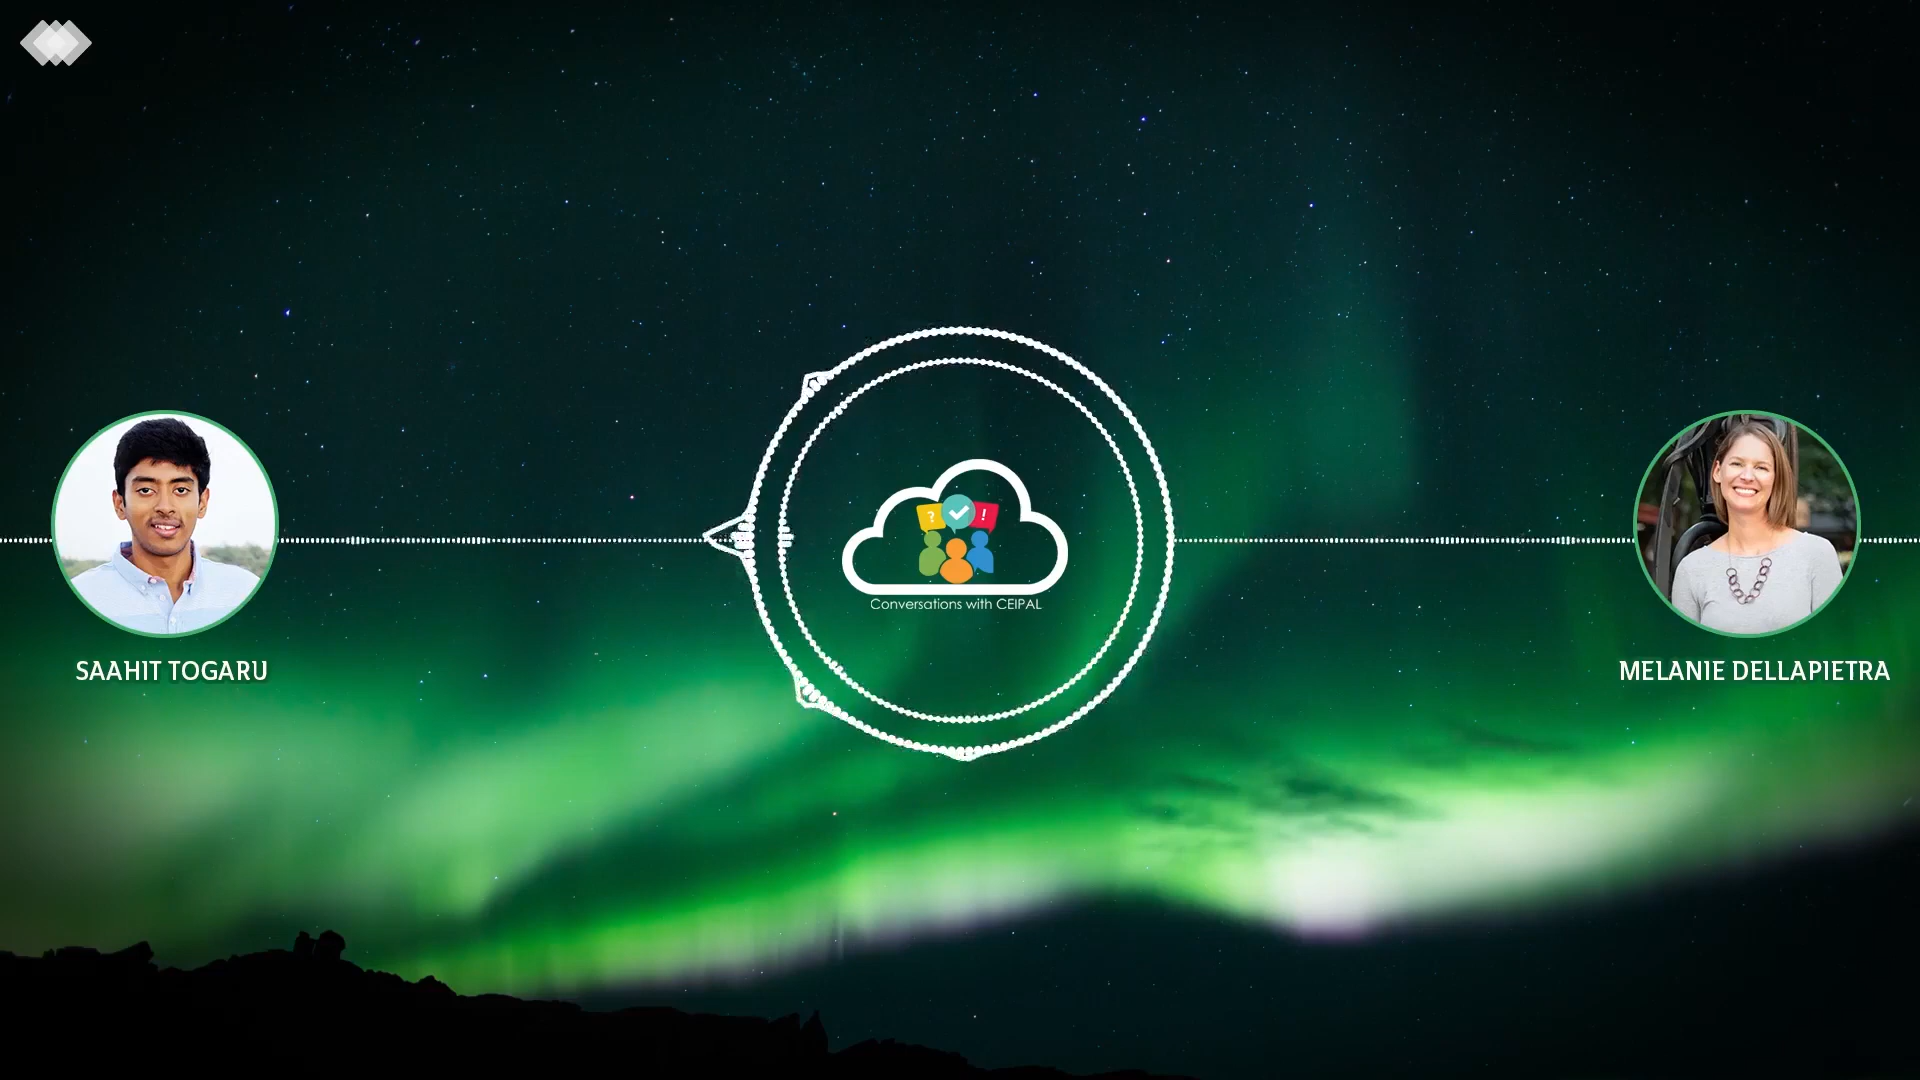 ?
!
Conversations with CEIPAL
SAAHIT TOGARU
MELANIE DELLAPIETRA